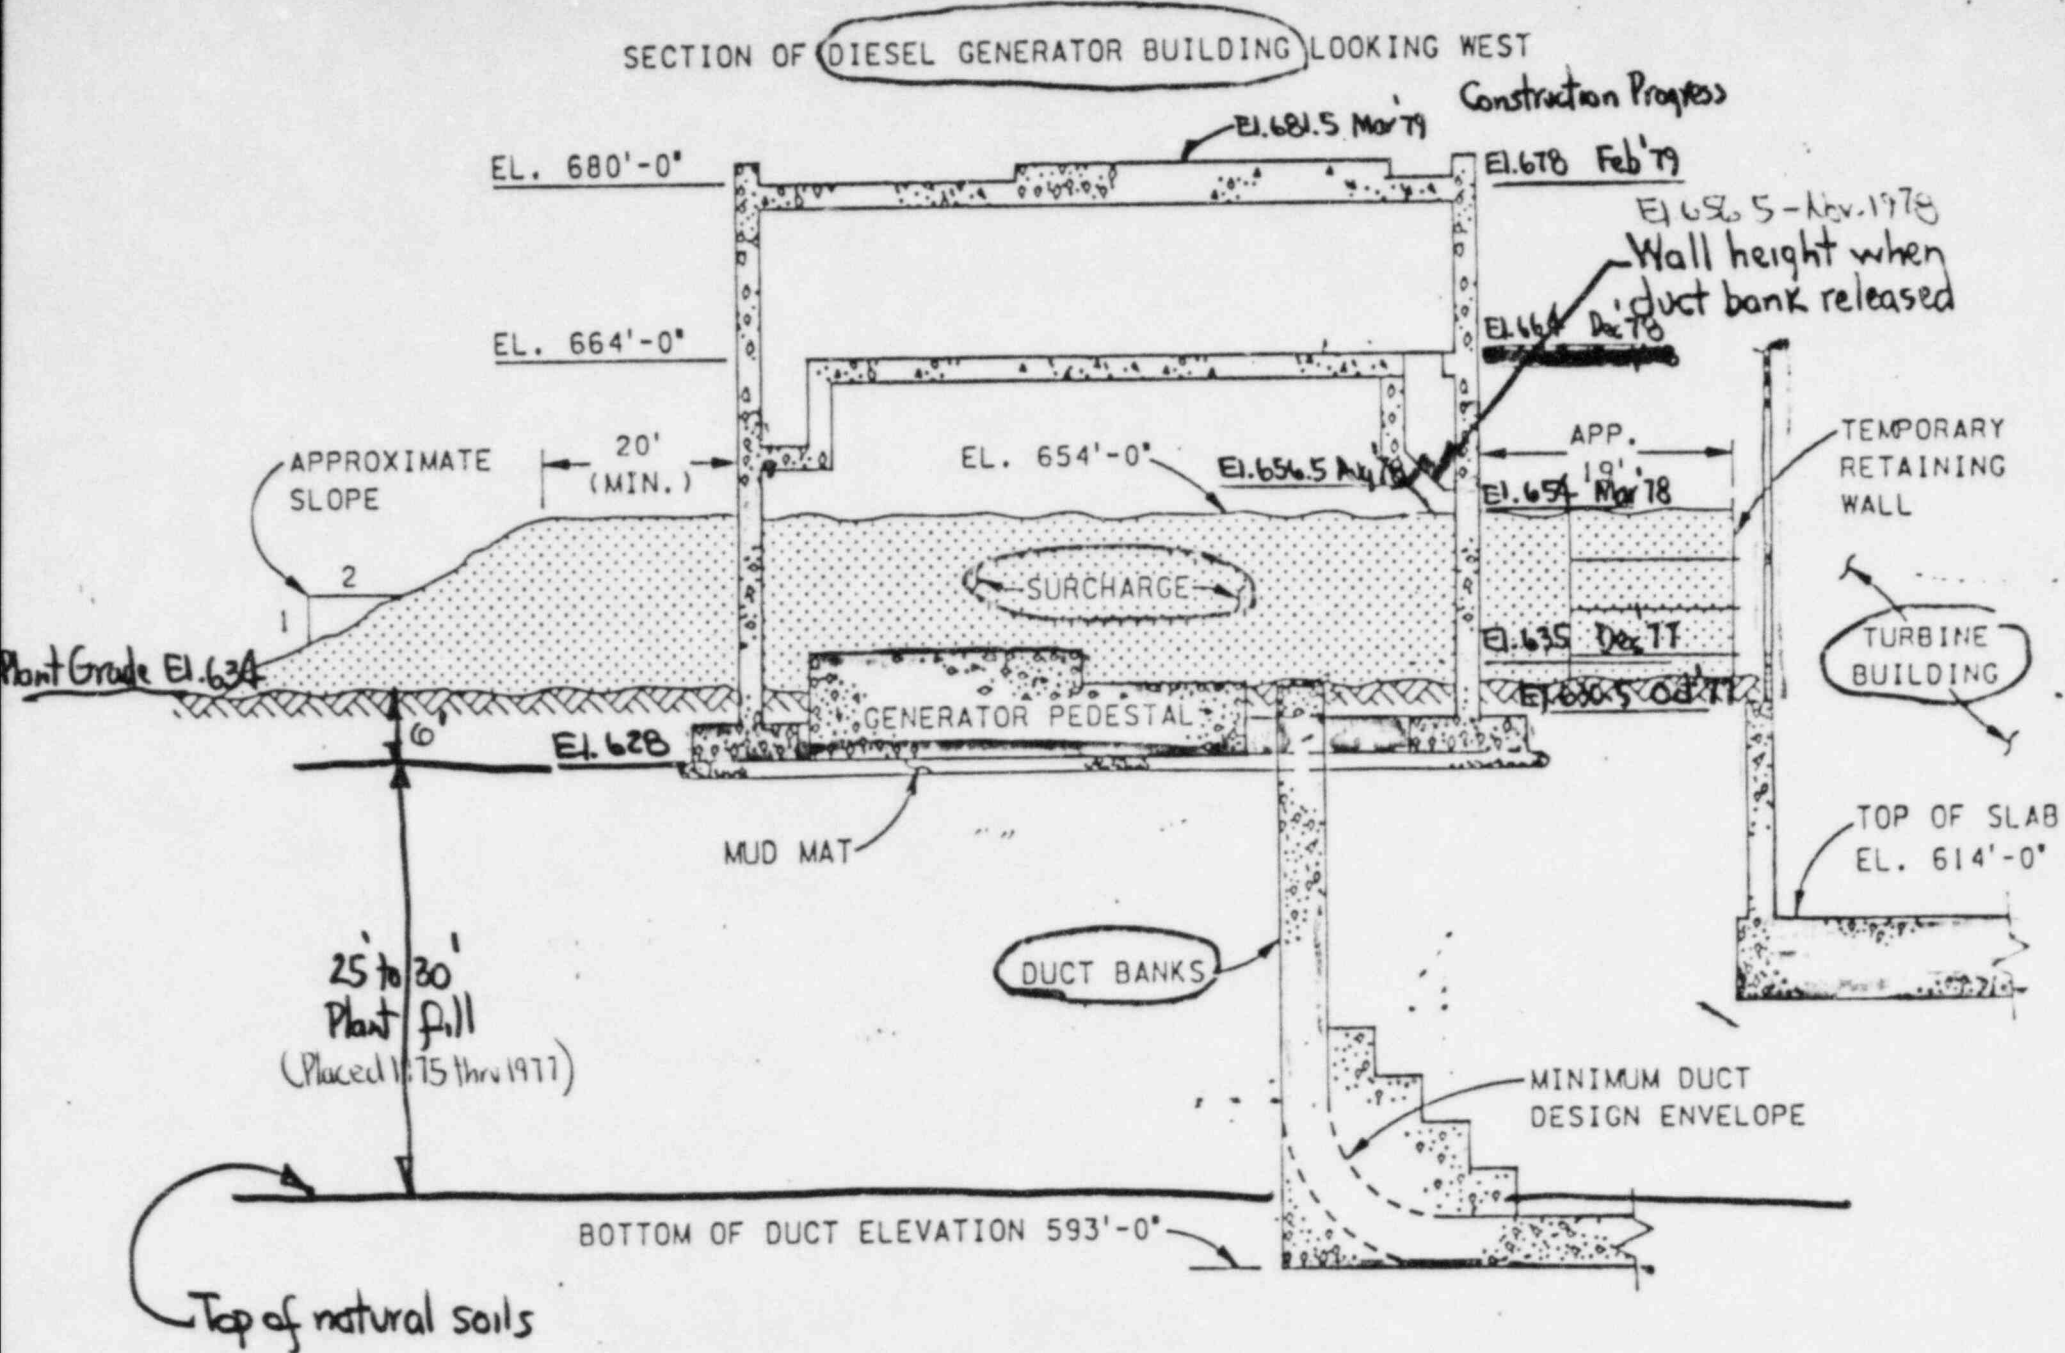 SECTION OF DIESEL GENERATOR BUILDING LOOKING WEST
Construction Progress
El.681.5 Mar'79
EL. 680'-0"
El.678 Feb'79
El 656.5-Nov.1978
Wall height when
duct bank released
El.664 Dec'78
EL. 664'-0"
APPROXIMATE
SLOPE
20'
(MIN.)
EL. 654'-0"
El.656.5 Aug'78
APP.
19'
El.654 Mar'78
TEMPORARY
RETAINING
WALL
2
1
SURCHARGE
El.635 Dec'77
TURBINE
BUILDING
Plant Grade El.634
El.630.5 Oct'77
GENERATOR PEDESTAL
6'
El.628
MUD MAT
TOP OF SLAB
EL. 614'-0"
DUCT BANKS
25' to 30'
Plant fill
(Placed 1975 thru 1977)
MINIMUM DUCT
DESIGN ENVELOPE
BOTTOM OF DUCT ELEVATION 593'-0"
Top of natural soils